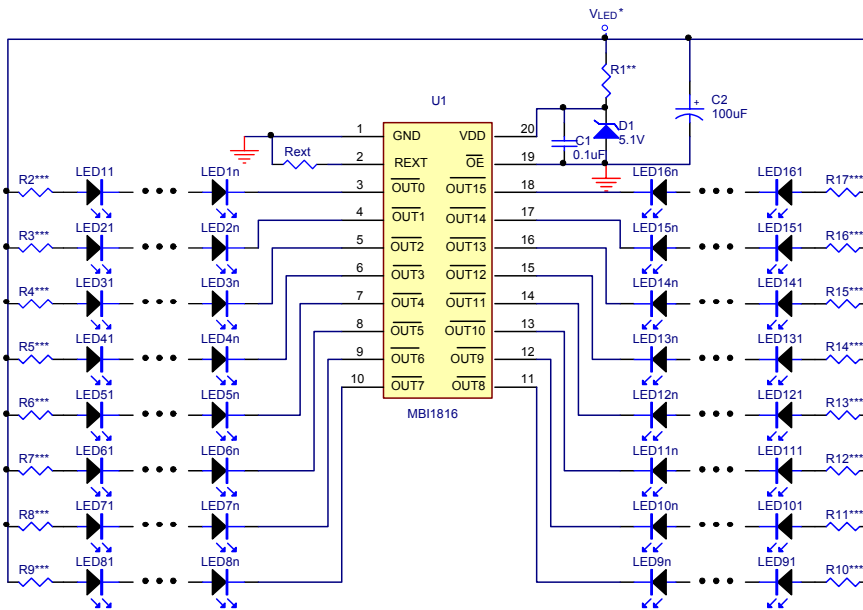 VLED*
R1**
C2
100uF
U1
D1
5.1V
C1
0.1uF
1 GND VDD 20
Rext
2 REXT OE 19
R2*** LED11 LED1n 3 OUT0 OUT15 18 LED16n LED161 R17***
R3*** LED21 LED2n 4 OUT1 OUT14 17 LED15n LED151 R16***
R4*** LED31 LED3n 5 OUT2 OUT13 16 LED14n LED141 R15***
R5*** LED41 LED4n 6 OUT3 OUT12 15 LED13n LED131 R14***
R6*** LED51 LED5n 7 OUT4 OUT11 14 LED12n LED121 R13***
R7*** LED61 LED6n 8 OUT5 OUT10 13 LED11n LED111 R12***
R8*** LED71 LED7n 9 OUT6 OUT9 12 LED10n LED101 R11***
R9*** LED81 LED8n 10 OUT7 OUT8 11 LED9n LED91 R10***
MBI1816